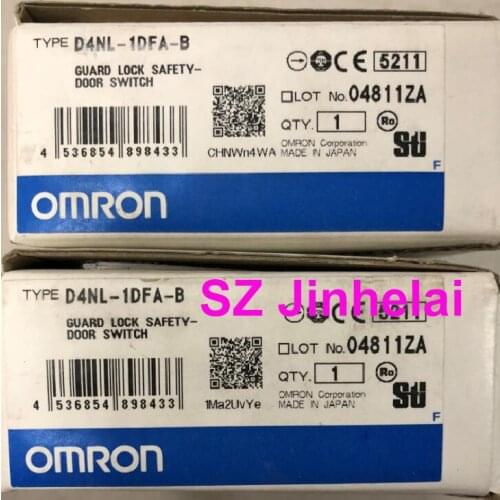 TYPE D4NL-1DFA-B
GUARD LOCK SAFETY-
DOOR SWITCH
CE 5211
LOT No. 04811ZA
QTY. 1
4 536854 898433
CHNWn4WA
OMRON Corporation
MADE IN JAPAN
F
OMRON
TYPE D4NL-1DFA-B
SZ Jinhelai
GUARD LOCK SAFETY-
DOOR SWITCH
CE 5211
LOT No. 04811ZA
QTY. 1
4 536854 898433
1Ma2UvYe
OMRON Corporation
MADE IN JAPAN
F
OMRON